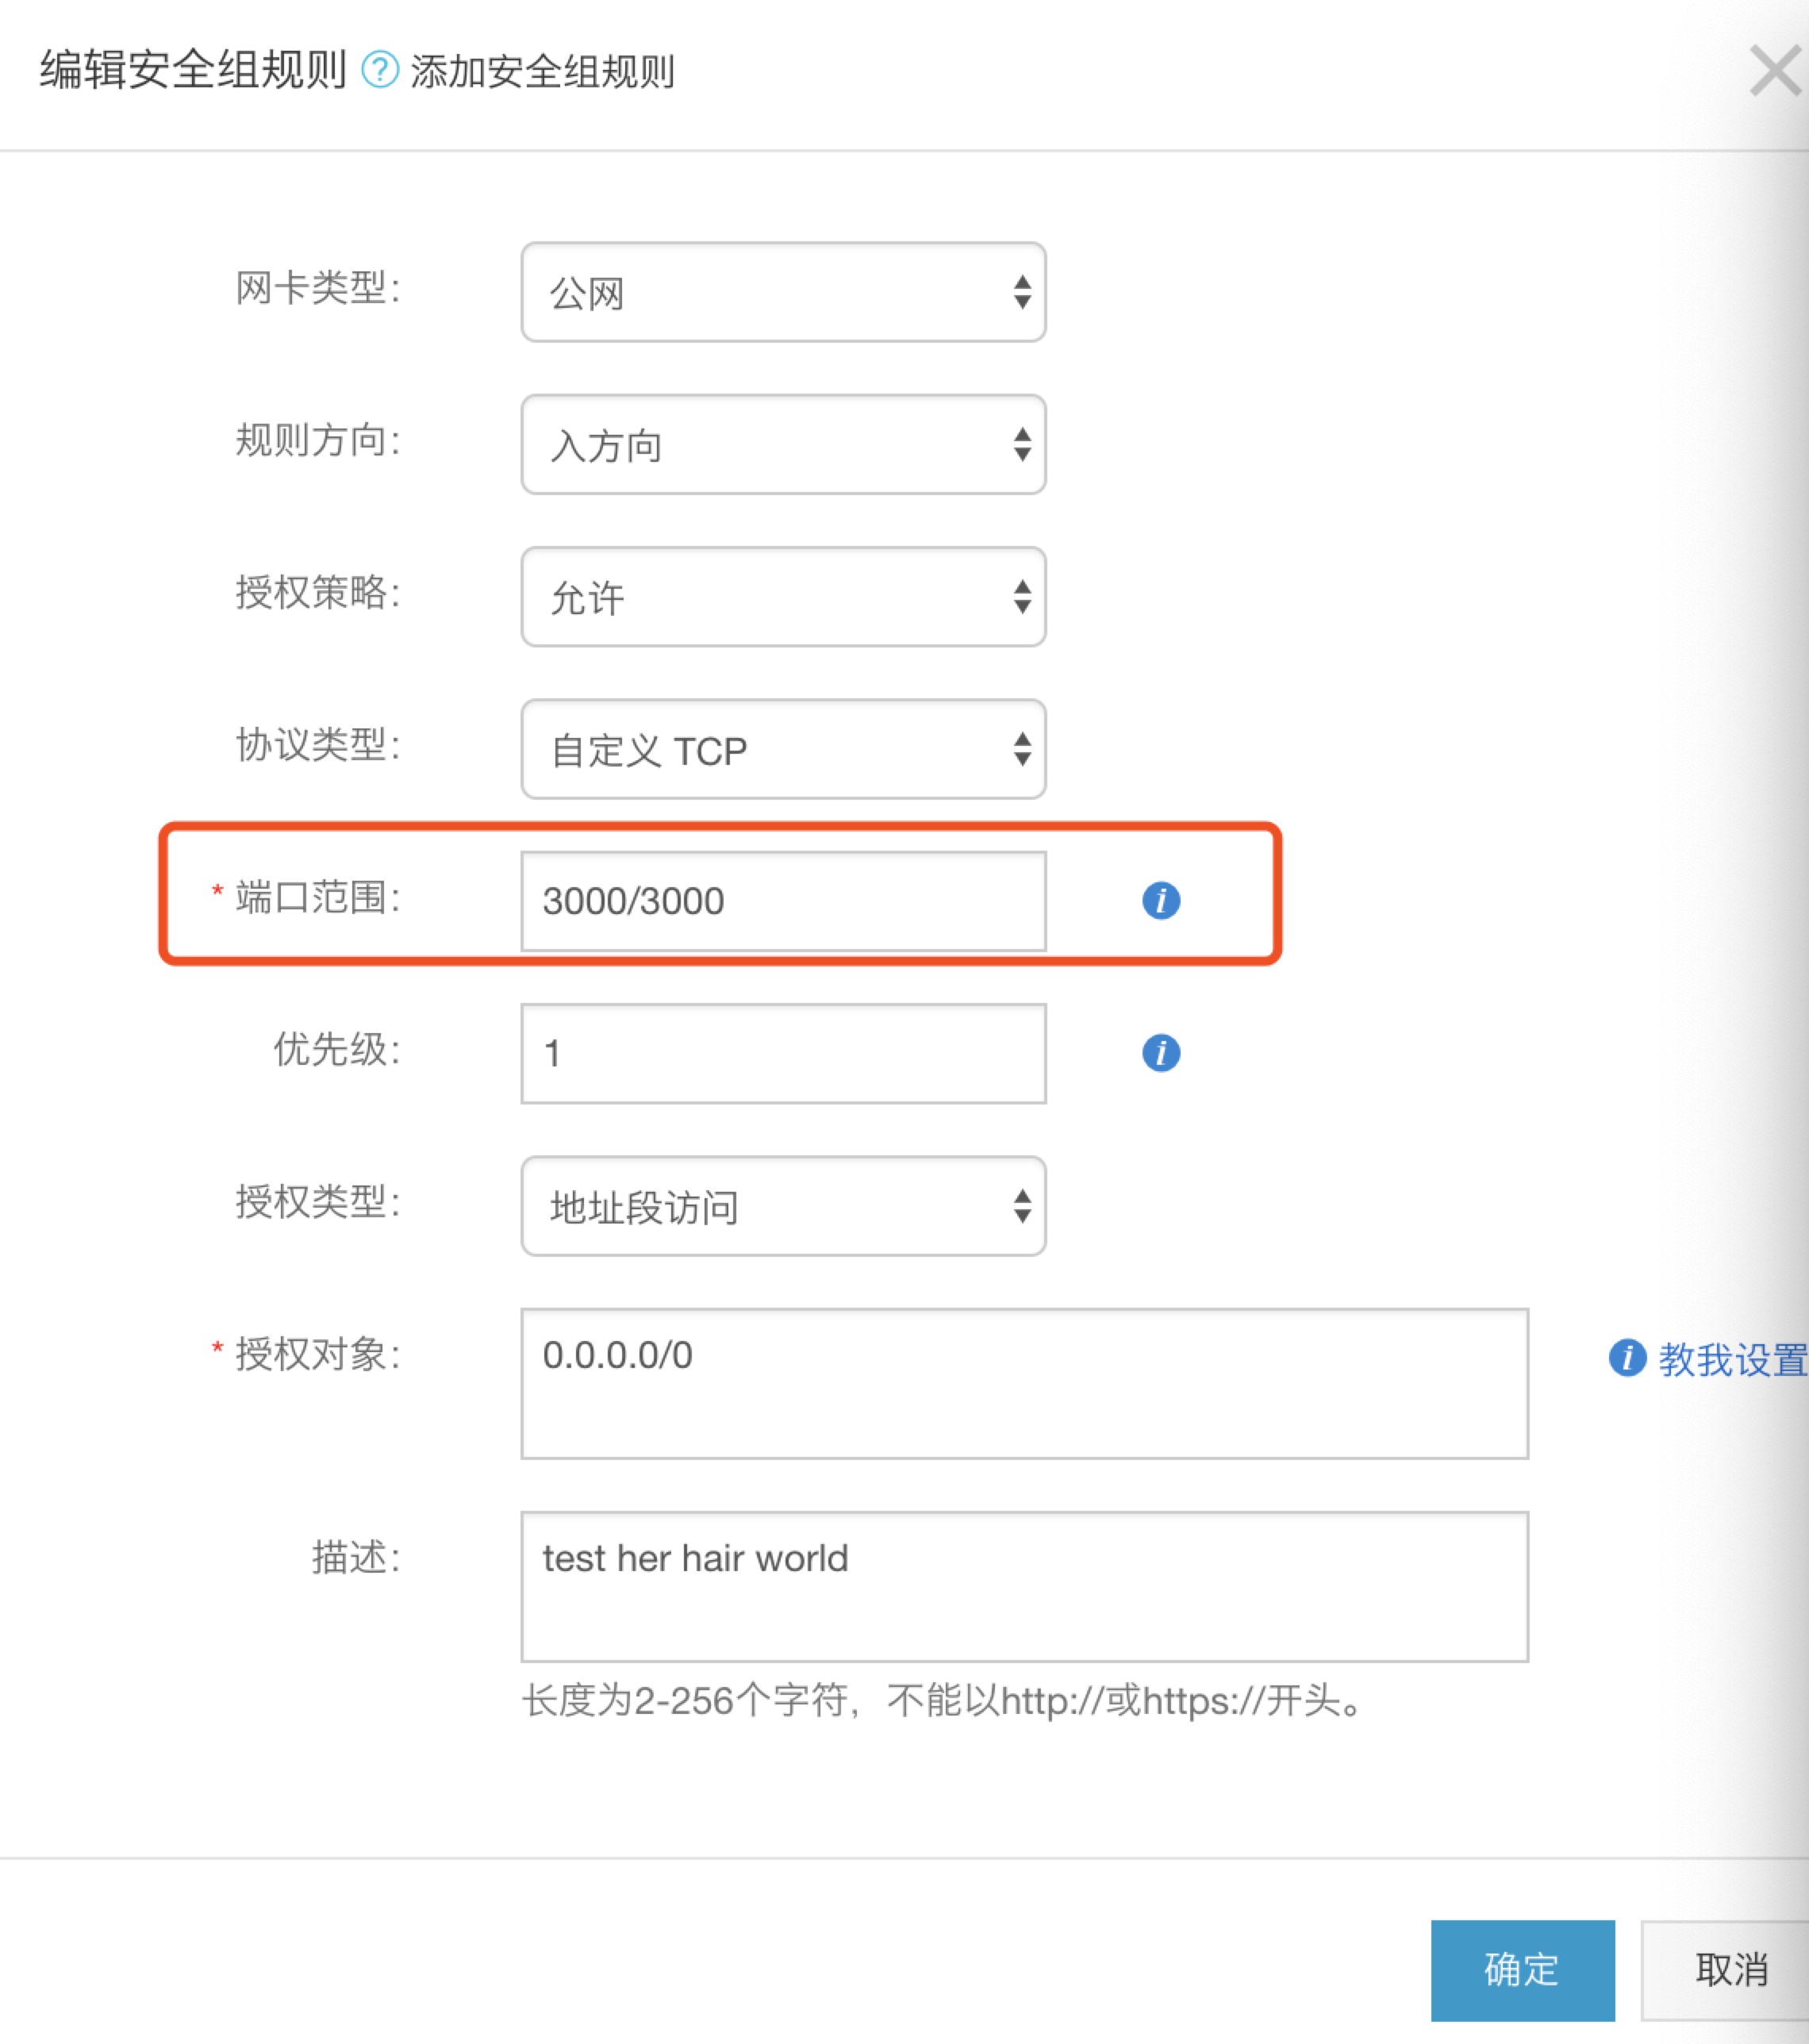 编辑安全组规则 ? 添加安全组规则
网卡类型: 公网
规则方向: 入方向
授权策略: 允许
协议类型: 自定义 TCP
* 端口范围: 3000/3000 i
优先级: 1 i
授权类型: 地址段访问
* 授权对象: 0.0.0.0/0 i 教我设置
描述: test her hair world
长度为2-256个字符，不能以http://或https://开头。
确定 取消